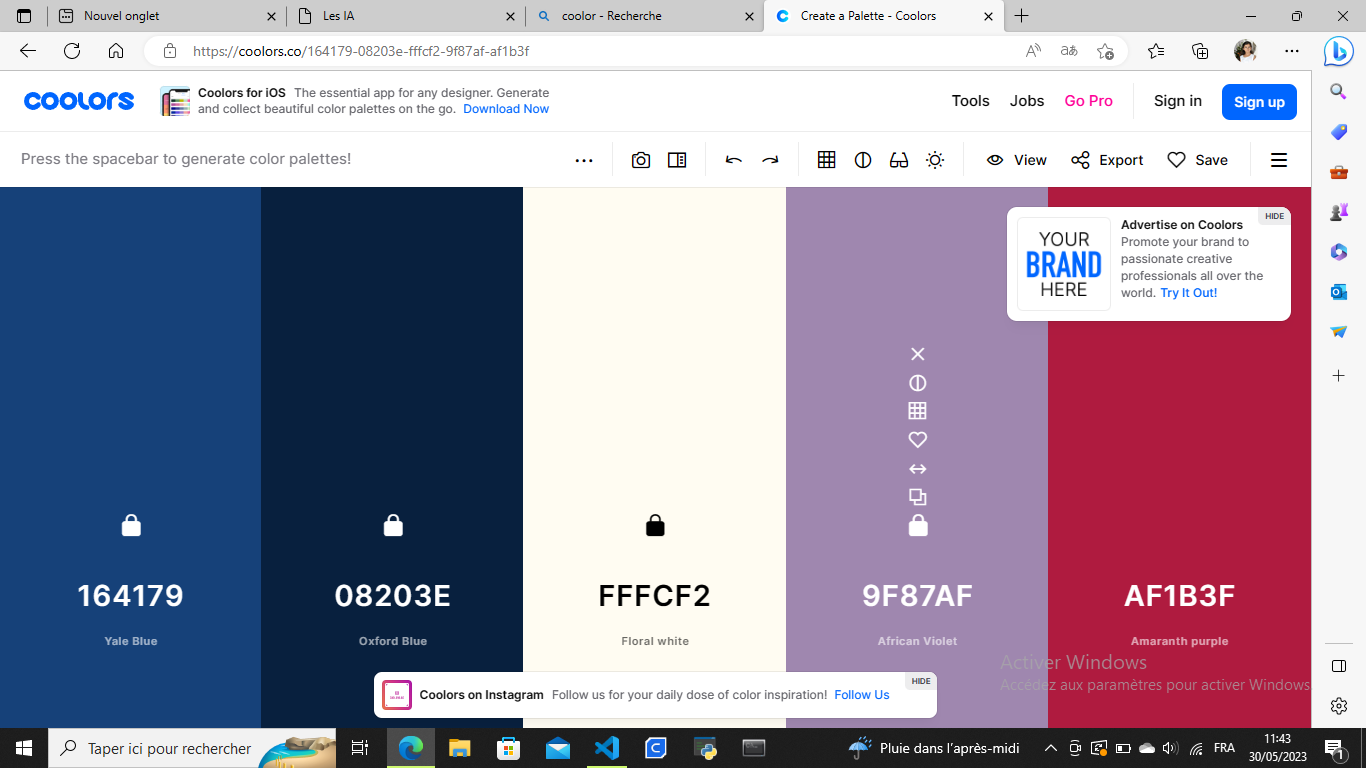 Nouvel onglet
Les IA
coolor - Recherche
Create a Palette - Coolors
https://coolors.co/164179-08203e-fffcf2-9f87af-af1b3f
coolors
Coolors for iOS The essential app for any designer. Generate
and collect beautiful color palettes on the go. Download Now
Tools
Jobs
Go Pro
Sign in
Sign up
Press the spacebar to generate color palettes!
View
Export
Save
HIDE
YOUR
BRAND
HERE
Advertise on Coolors
Promote your brand to
passionate creative
professionals all over the
world. Try It Out!
164179
Yale Blue
08203E
Oxford Blue
FFFCF2
Floral white
9F87AF
African Violet
AF1B3F
Amaranth purple
Activer Windows
Accédez aux paramètres pour activer Windows
Coolors on Instagram Follow us for your daily dose of color inspiration! Follow Us
HIDE
Taper ici pour rechercher
Pluie dans l'après-midi
FRA
11:43
30/05/2023
1